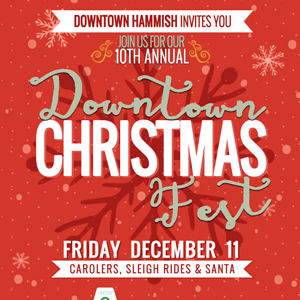 DOWNTOWN HAMMISH INVITES YOU
JOIN US FOR OUR
10TH ANNUAL
Downtown
CHRISTMAS
Fest
FRIDAY DECEMBER 11
CAROLERS, SLEIGH RIDES & SANTA